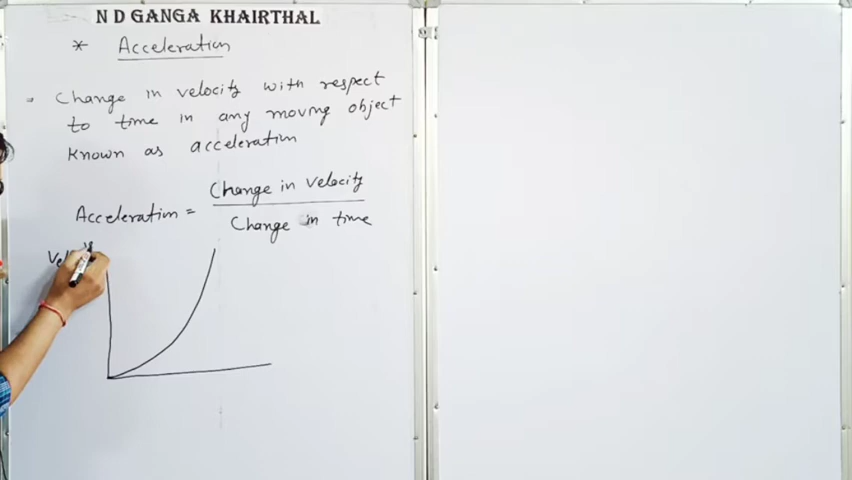 N D GANGA KHAIRTHAL
* Acceleration
Change in velocity with respect
to time in any moving object
known as acceleration
Acceleration = Change in velocity
Change in time